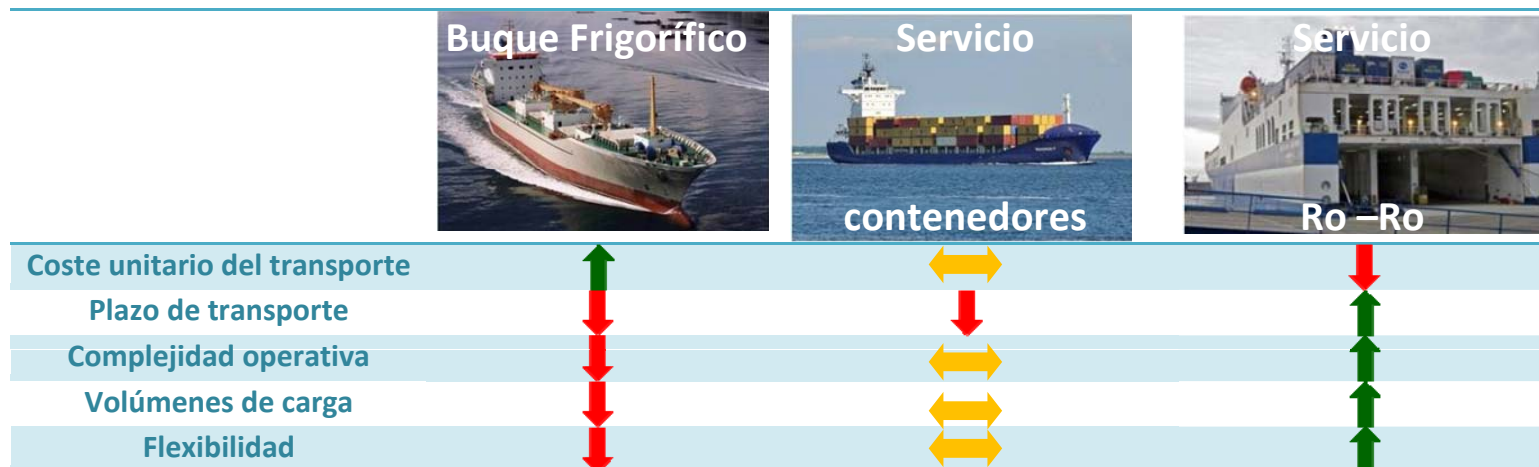 Buque Frigorífico
Servicio
contenedores
Servicio
Ro –Ro
Coste unitario del transporte
Plazo de transporte
Complejidad operativa
Volúmenes de carga
Flexibilidad